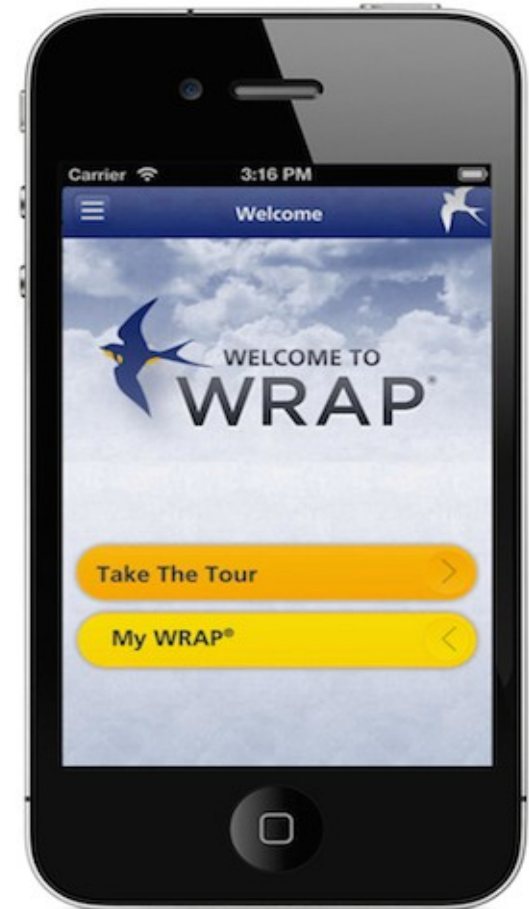 Carrier 3:16 PM
Welcome
WELCOME TO
WRAP®
Take The Tour >
My WRAP® <